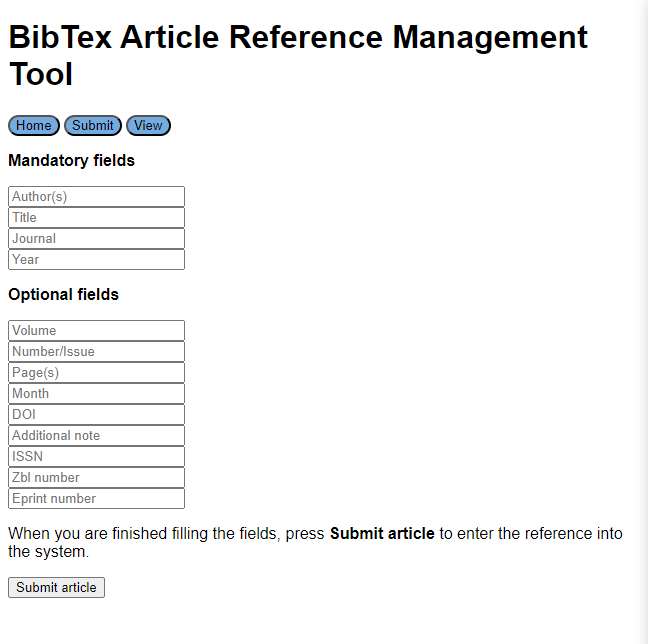 BibTex Article Reference Management
Tool
Home Submit View
Mandatory fields
Author(s)
Title
Journal
Year
Optional fields
Volume
Number/Issue
Page(s)
Month
DOI
Additional note
ISSN
Zbl number
Eprint number
When you are finished filling the fields, press Submit article to enter the reference into
the system.
Submit article